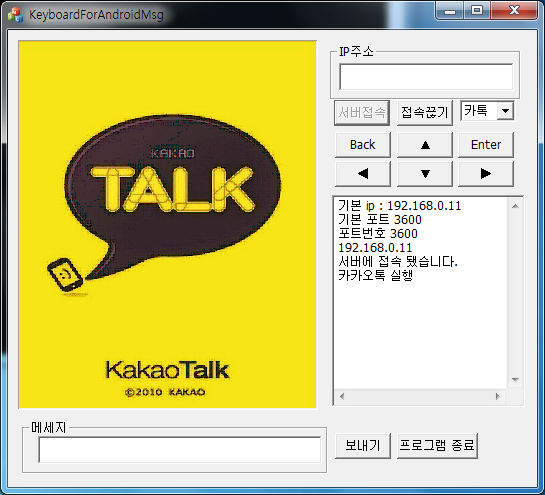 KeyboardForAndroidMsg
KAKAO
TALK
KakaoTalk
©2010 KAKAO
IP주소
서버접속 접속끊기 카톡
Back ▲ Enter
◀ ▼ ▶
기본 ip : 192.168.0.11
기본 포트 3600
포트번호 3600
192.168.0.11
서버에 접속 됐습니다.
카카오톡 실행
메세지
보내기 프로그램 종료